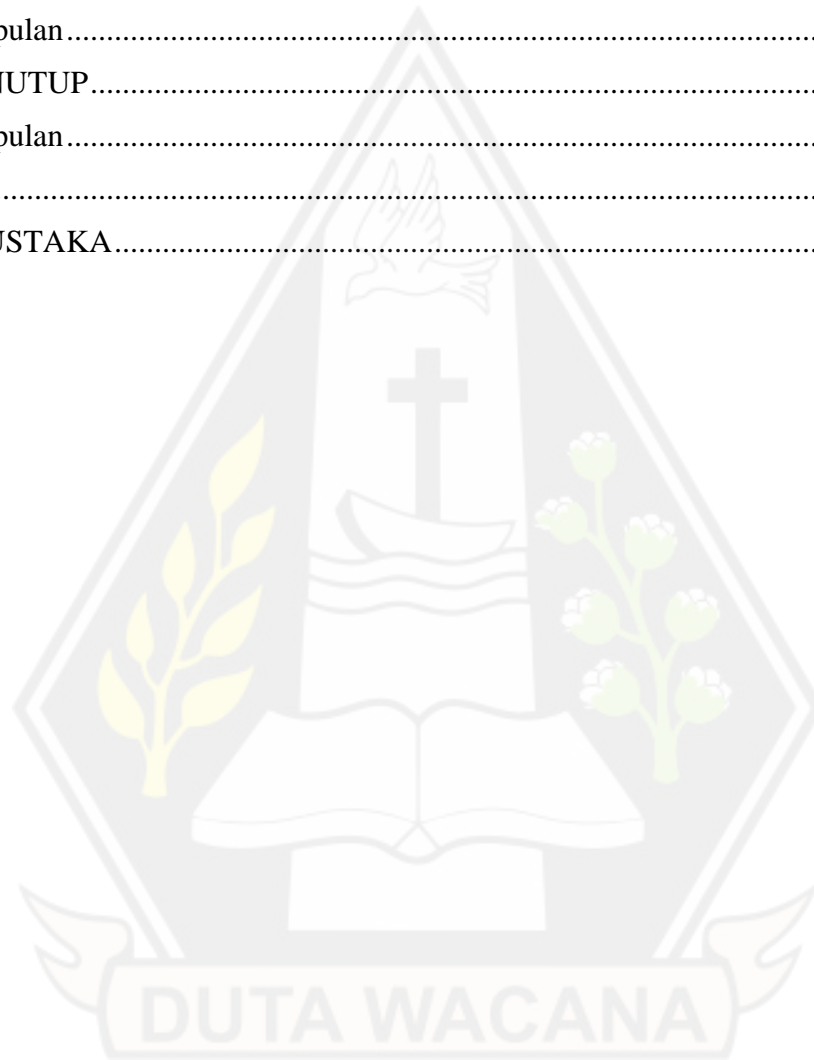 pulan........................................................................................................
NUTUP.....................................................................................................
pulan........................................................................................................
................................................................................................................
USTAKA..................................................................................................
DUTA WACANA